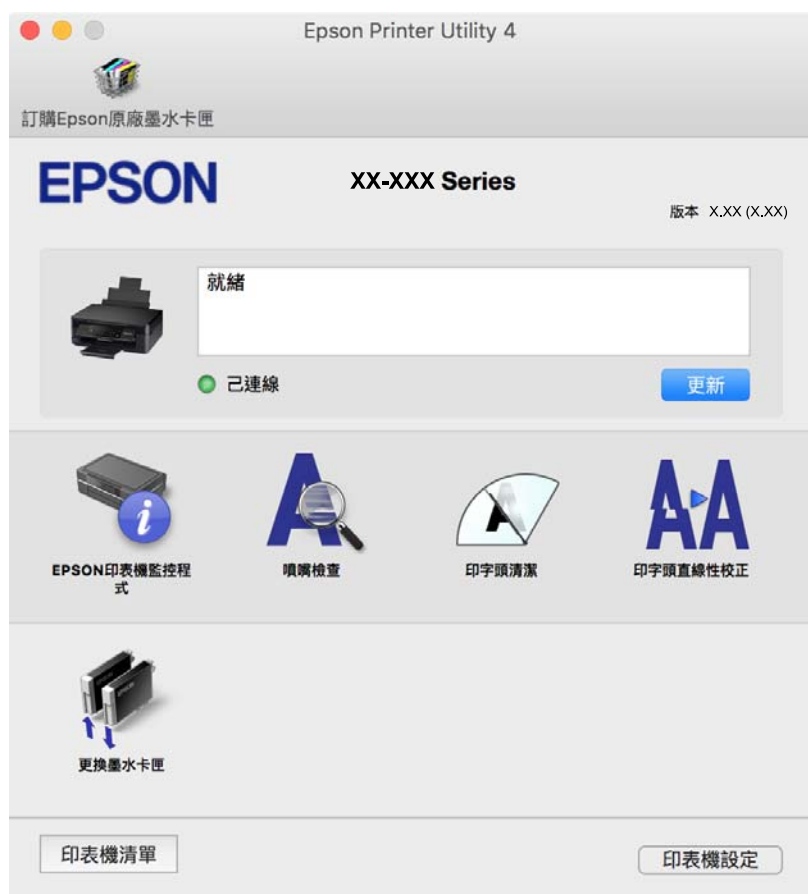 Epson Printer Utility 4
訂購Epson原廠墨水卡匣
EPSON
XX-XXX Series
版本 X.XX (X.XX)
就緒
已連線
更新
EPSON印表機監控程
式
噴嘴檢查
印字頭清潔
印字頭直線性校正
更換墨水卡匣
印表機清單
印表機設定